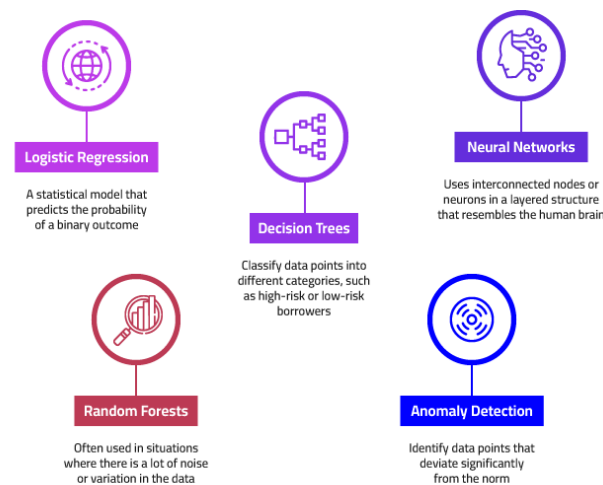 Logistic Regression
A statistical model that
predicts the probability
of a binary outcome
Decision Trees
Classify data points into
different categories, such
as high-risk or low-risk
borrowers
Neural Networks
Uses interconnected nodes or
neurons in a layered structure
that resembles the human brain
Random Forests
Often used in situations
where there is a lot of noise
or variation in the data
Anomaly Detection
Identify data points that
deviate significantly
from the norm